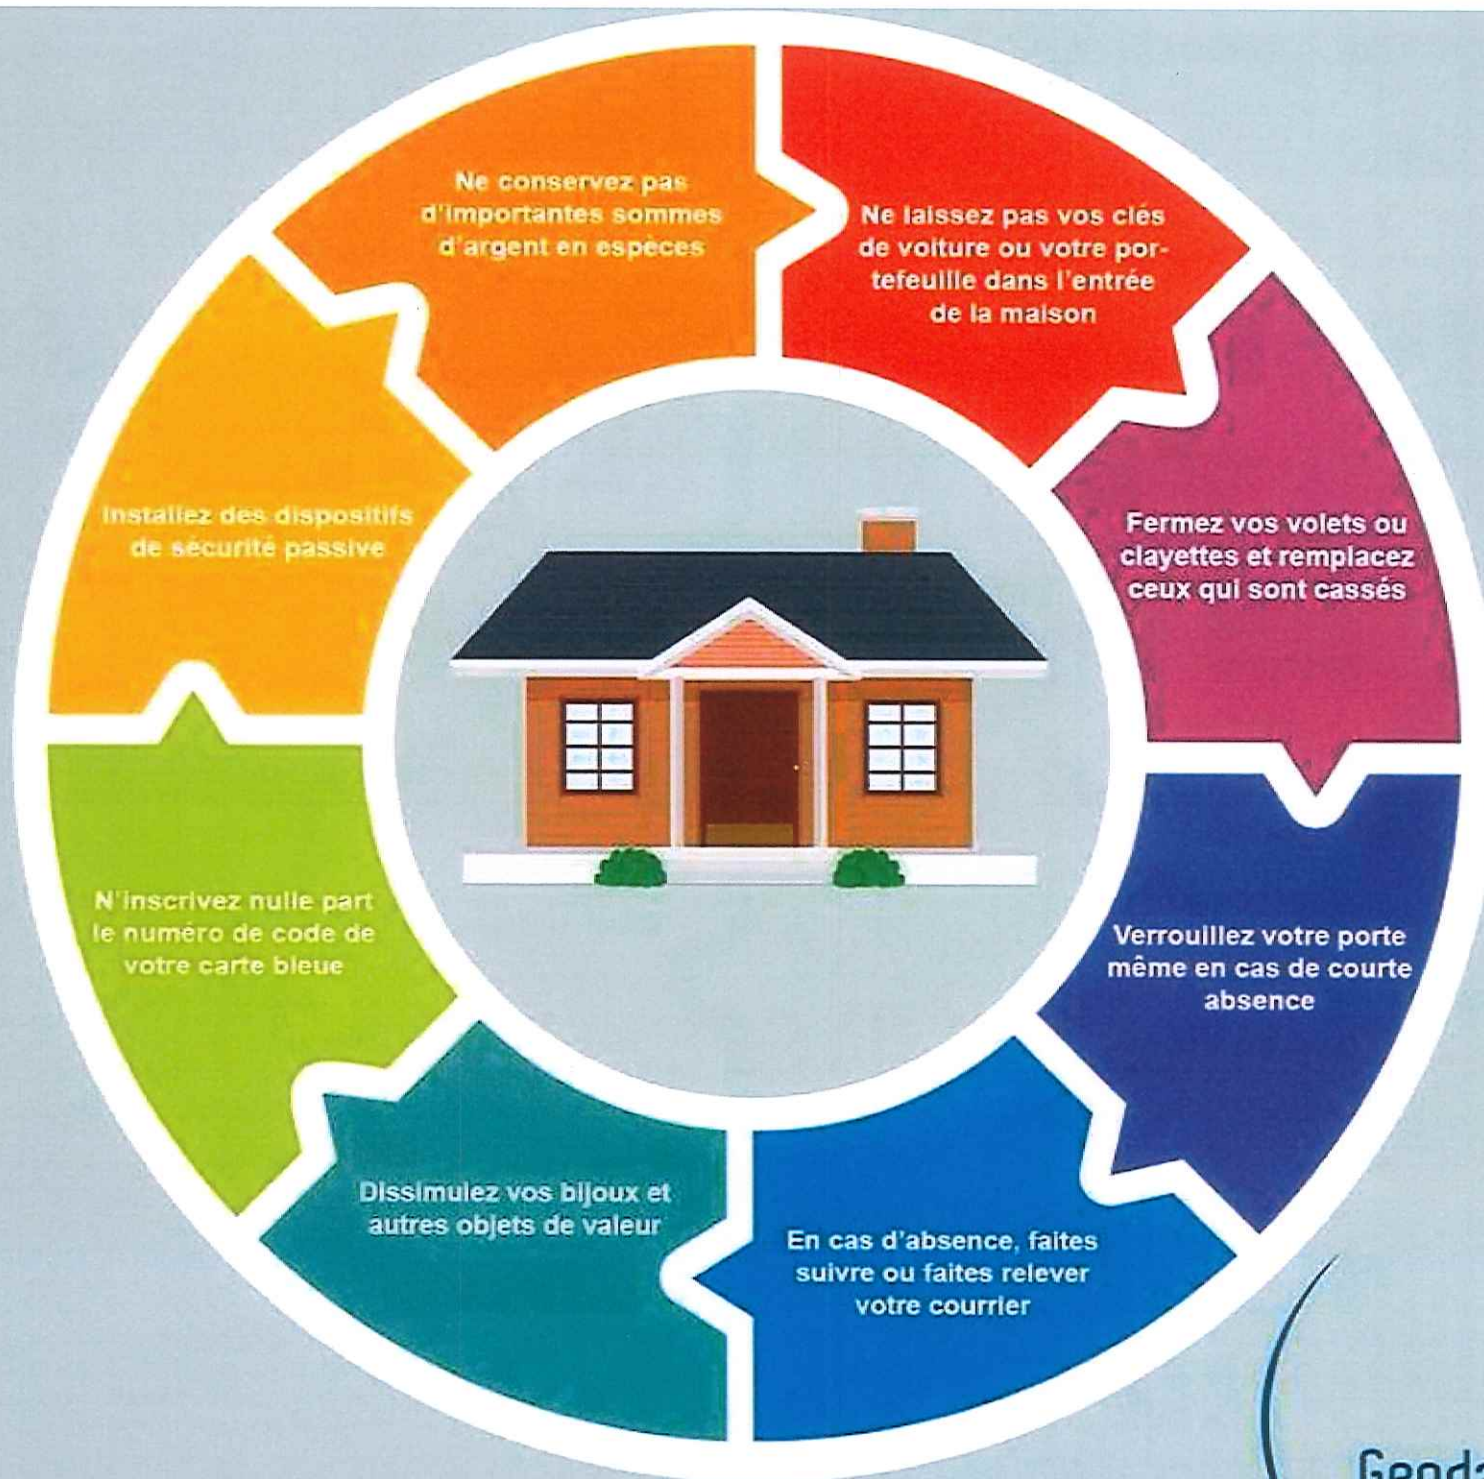 Ne conservez pas
d'importantes sommes
d'argent en espèces
Ne laissez pas vos clés
de voiture ou votre por-
tefeuille dans l'entrée
de la maison
Fermez vos volets ou
clayettes et remplacez
ceux qui sont cassés
Verrouillez votre porte
même en cas de courte
absence
En cas d'absence, faites
suivre ou faites relever
votre courrier
Dissimulez vos bijoux et
autres objets de valeur
N'inscrivez nulle part
le numéro de code de
votre carte bleue
Installez des dispositifs
de sécurité passive